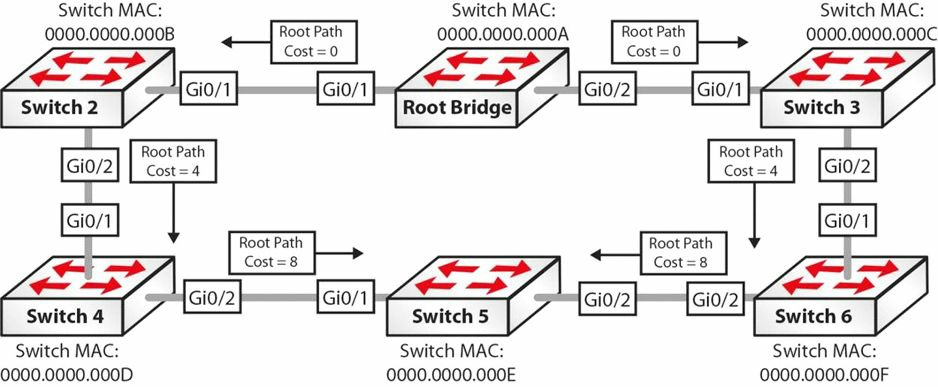 Switch MAC:
0000.0000.000B
Root Path
Cost = 0
Switch MAC:
0000.0000.000A
Root Path
Cost = 0
Switch MAC:
0000.0000.000C
Switch 2
Gi0/1
Gi0/1
Root Bridge
Gi0/2
Gi0/1
Switch 3
Gi0/2
Root Path
Cost = 4
Root Path
Cost = 4
Gi0/2
Gi0/1
Root Path
Cost = 8
Root Path
Cost = 8
Gi0/1
Switch 4
Gi0/2
Gi0/1
Switch 5
Gi0/2
Gi0/2
Switch 6
Switch MAC:
0000.0000.000D
Switch MAC:
0000.0000.000E
Switch MAC:
0000.0000.000F